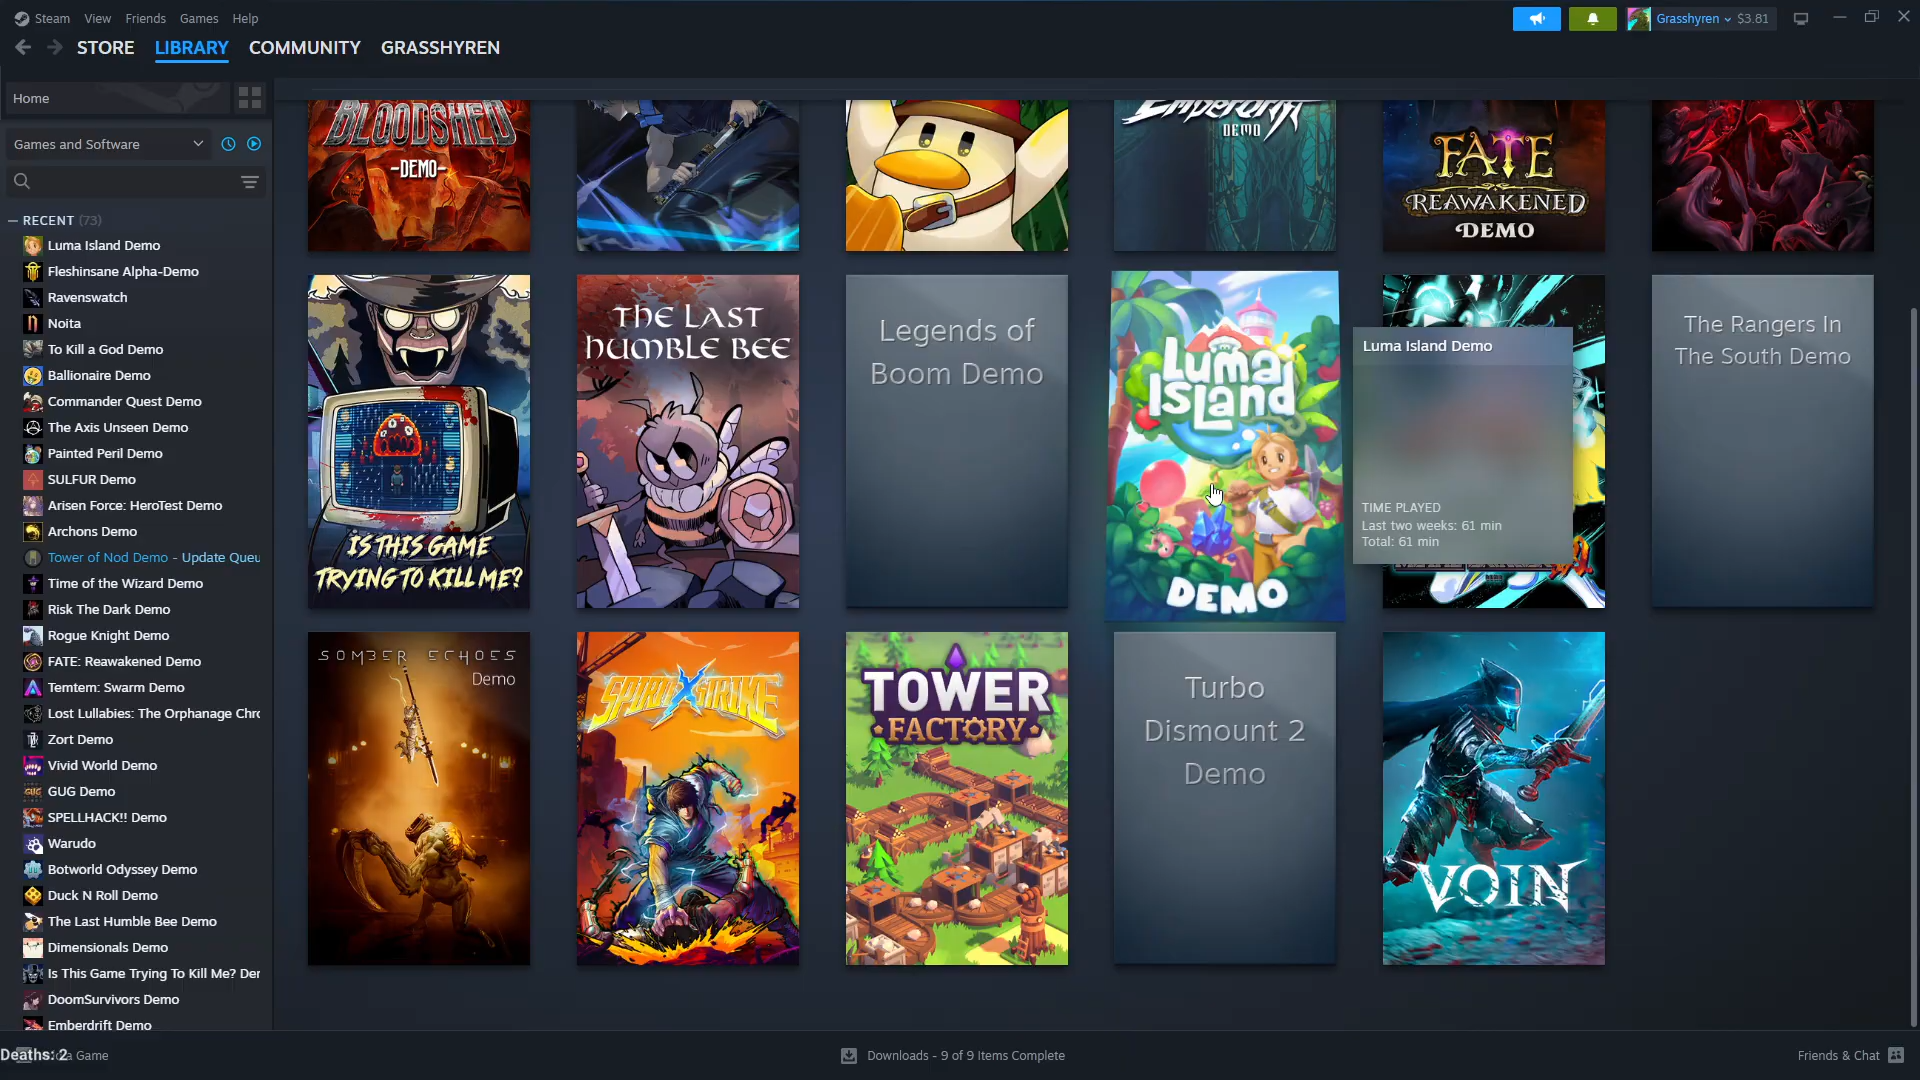 Steam View Friends Games Help
Grasshyren $3.81
STORE LIBRARY COMMUNITY GRASSHYREN
Home
Games and Software
RECENT (73)
Luma Island Demo
Fleshinsane Alpha-Demo
Ravenswatch
Noita
To Kill a God Demo
Ballionaire Demo
Commander Quest Demo
The Axis Unseen Demo
Painted Peril Demo
SULFUR Demo
Arisen Force: HeroTest Demo
Archons Demo
Tower of Nod Demo - Update Queu
Time of the Wizard Demo
Risk The Dark Demo
Rogue Knight Demo
FATE: Reawakened Demo
Temtem: Swarm Demo
Lost Lullabies: The Orphanage Chro
Zort Demo
Vivid World Demo
GUG Demo
SPELLHACK!! Demo
Warudo
Botworld Odyssey Demo
Duck N Roll Demo
The Last Humble Bee Demo
Dimensionals Demo
Is This Game Trying To Kill Me? Der
DoomSurvivors Demo
Emberdrift Demo
BLOODSHED
-DEMO-
DEMO
FATE
REAWAKENED
DEMO
IS THIS GAME
TRYING TO KILL ME?
THE LAST
HUMBLE BEE
Legends of
Boom Demo
Luma
Island
DEMO
Luma Island Demo
TIME PLAYED
Last two weeks: 61 min
Total: 61 min
The Rangers In
The South Demo
SOMBER ECHOES
Demo
SPIRIT X STRIKE
TOWER
FACTORY
Turbo
Dismount 2
Demo
VOIN
Deaths: 2
a Game
Downloads - 9 of 9 Items Complete
Friends & Chat